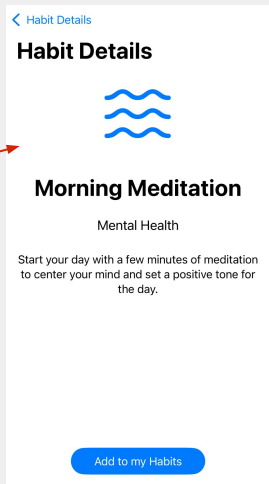 Habit Details
Habit Details
Morning Meditation
Mental Health
Start your day with a few minutes of meditation
to center your mind and set a positive tone for
the day.
Add to my Habits